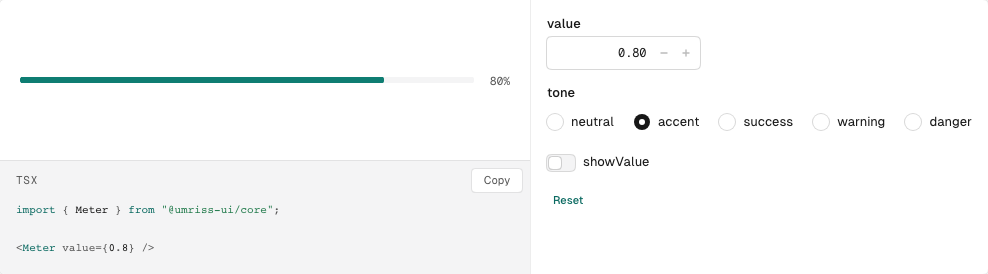 80%
TSX
Copy
import { Meter } from "@umriss-ui/core";
<Meter value={0.8} />
value
0.80 − +
tone
neutral accent success warning danger
showValue
Reset